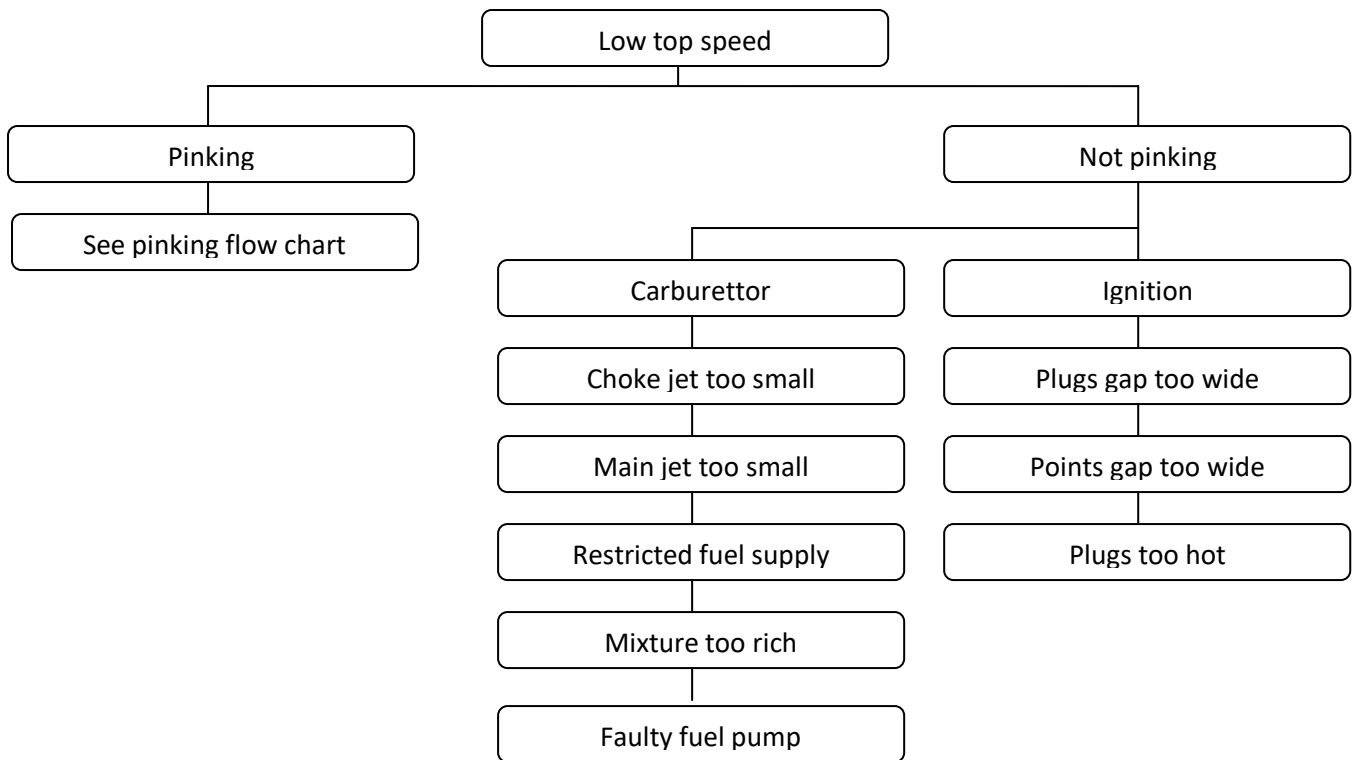 Low top speed
Pinking
Not pinking
See pinking flow chart
Carburettor
Ignition
Choke jet too small
Plugs gap too wide
Main jet too small
Points gap too wide
Restricted fuel supply
Plugs too hot
Mixture too rich
Faulty fuel pump